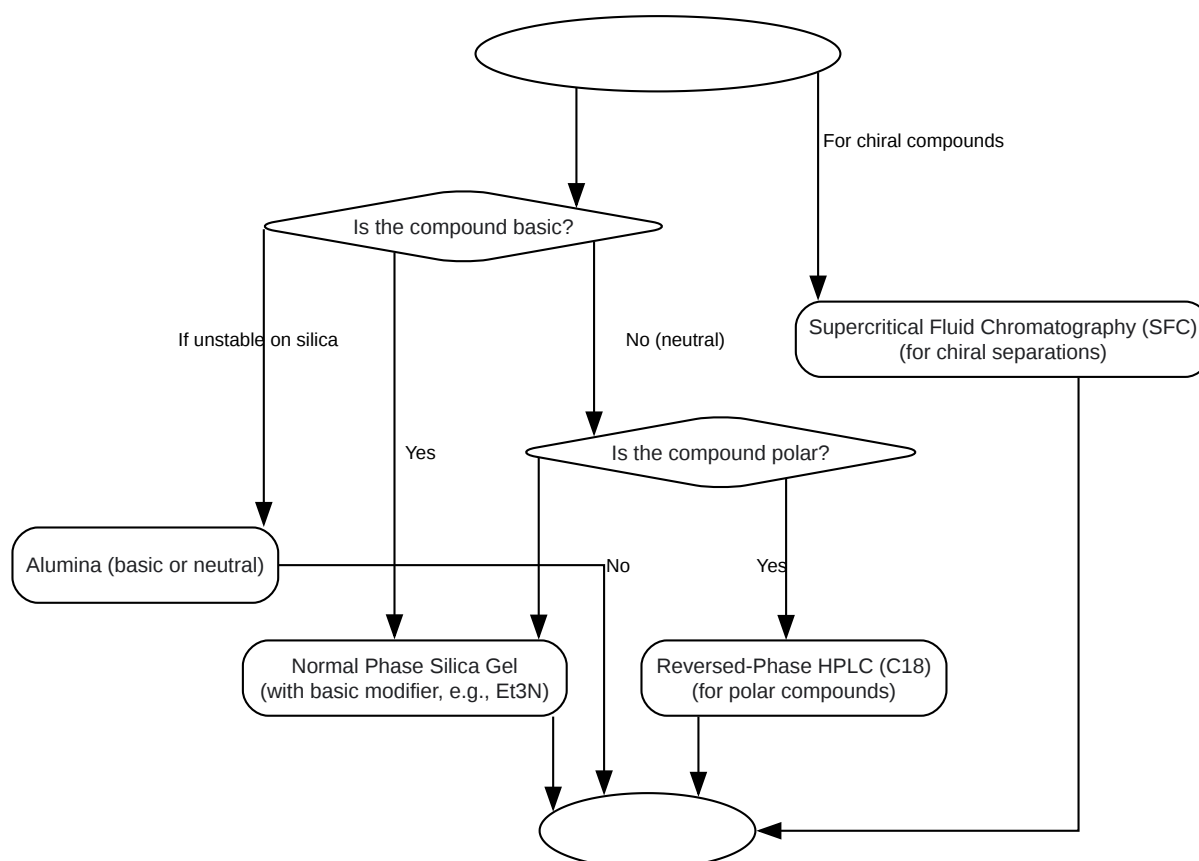 For chiral compounds
Is the compound basic?
Supercritical Fluid Chromatography (SFC)
(for chiral separations)
If unstable on silica
No (neutral)
Yes
Is the compound polar?
Alumina (basic or neutral)
No
Yes
Normal Phase Silica Gel
(with basic modifier, e.g., Et3N)
Reversed-Phase HPLC (C18)
(for polar compounds)